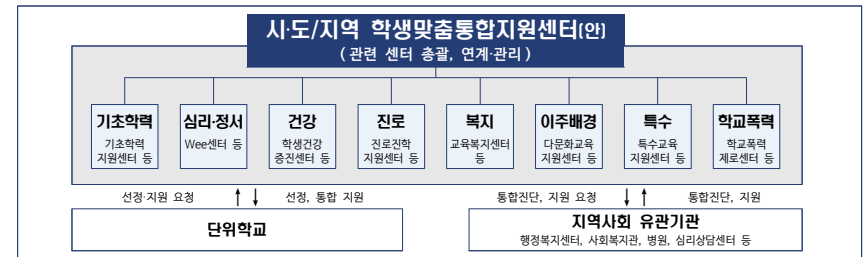 시·도/지역 학생맞춤통합지원센터(안)
( 관련 센터 총괄, 연계·관리 )
기초학력
기초학력
지원센터 등
심리·정서
Wee센터 등
건강
학생건강
증진센터 등
진로
진로진학
지원센터 등
복지
교육복지센터
등
이주배경
다문화교육
지원센터 등
특수
특수교육
지원센터 등
학교폭력
학교폭력
제로센터 등
선정·지원 요청
선정, 통합 지원
통합진단, 지원 요청
통합진단, 지원
단위학교
지역사회 유관기관
행정복지센터, 사회복지관, 병원, 심리상담센터 등